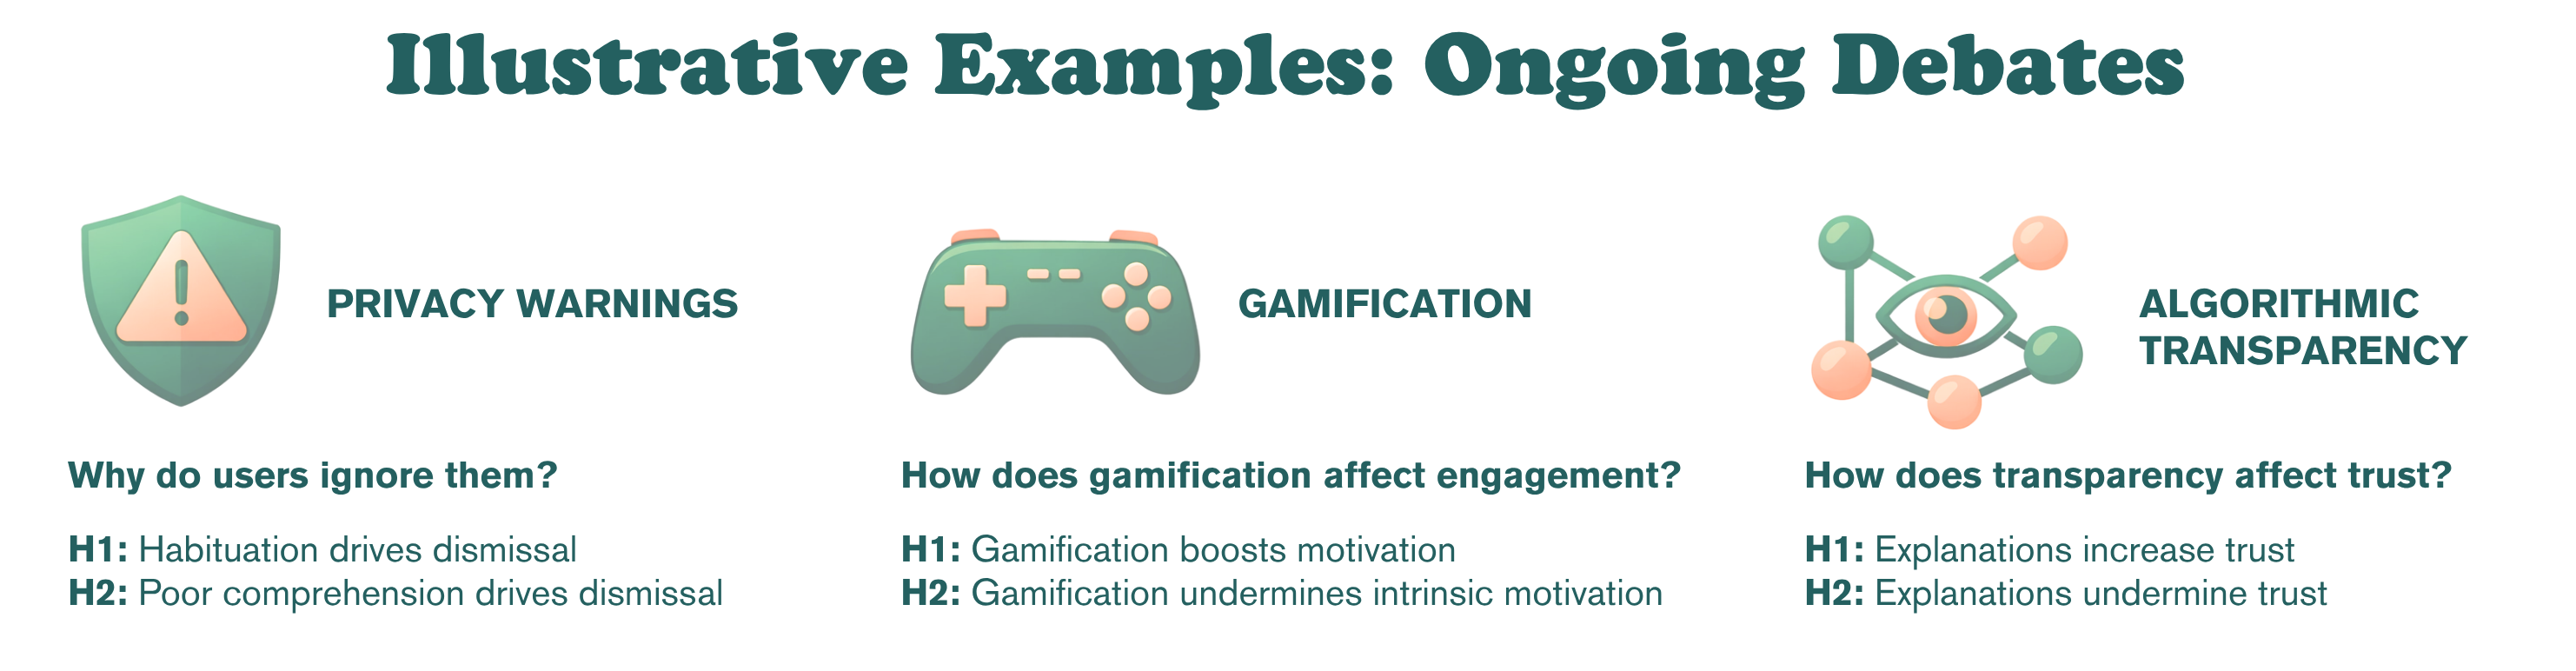 Illustrative Examples: Ongoing Debates
PRIVACY WARNINGS
Why do users ignore them?
H1: Habituation drives dismissal
H2: Poor comprehension drives dismissal
GAMIFICATION
How does gamification affect engagement?
H1: Gamification boosts motivation
H2: Gamification undermines intrinsic motivation
ALGORITHMIC
TRANSPARENCY
How does transparency affect trust?
H1: Explanations increase trust
H2: Explanations undermine trust